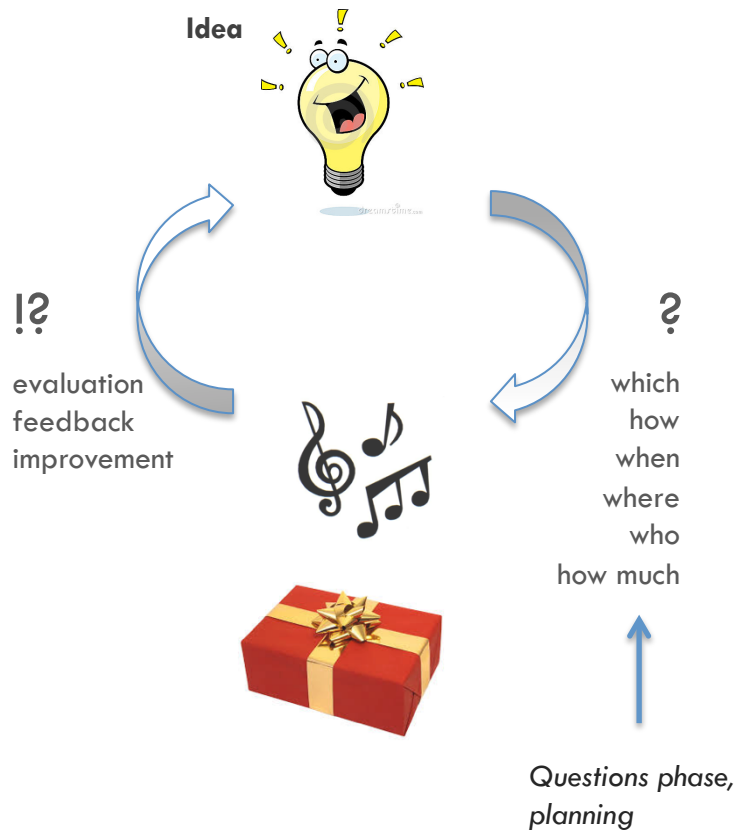 Idea
!?
?
evaluation
feedback
improvement
which
how
when
where
who
how much
Questions phase,
planning